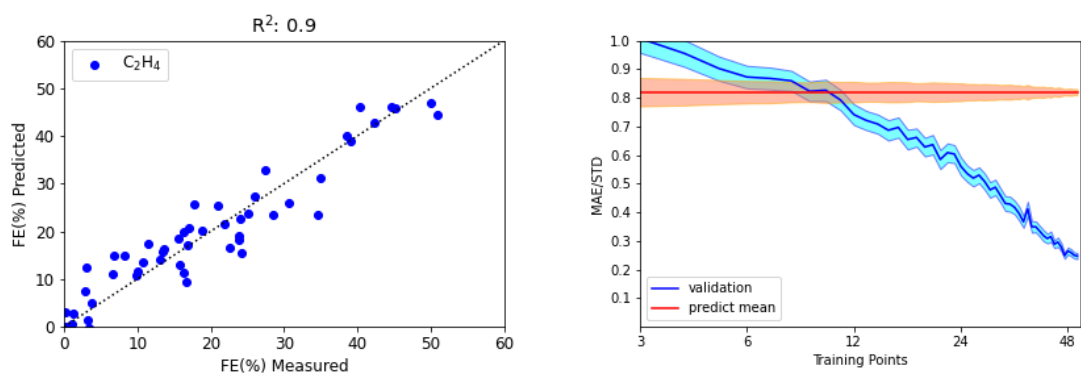 R²: 0.9
60
50
40
30
20
10
0
FE(%) Predicted
C₂H₄
0 10 20 30 40 50 60
FE(%) Measured
1.0
0.9
0.8
0.7
0.6
0.5
0.4
0.3
0.2
0.1
MAE/STD
validation
predict mean
3 6 12 24 48
Training Points